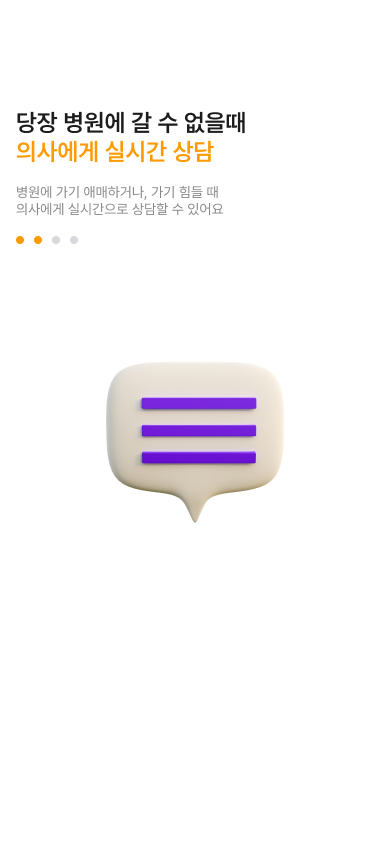 당장 병원에 갈 수 없을때
의사에게 실시간 상담
병원에 가기 애매하거나, 가기 힘들 때
의사에게 실시간으로 상담할 수 있어요